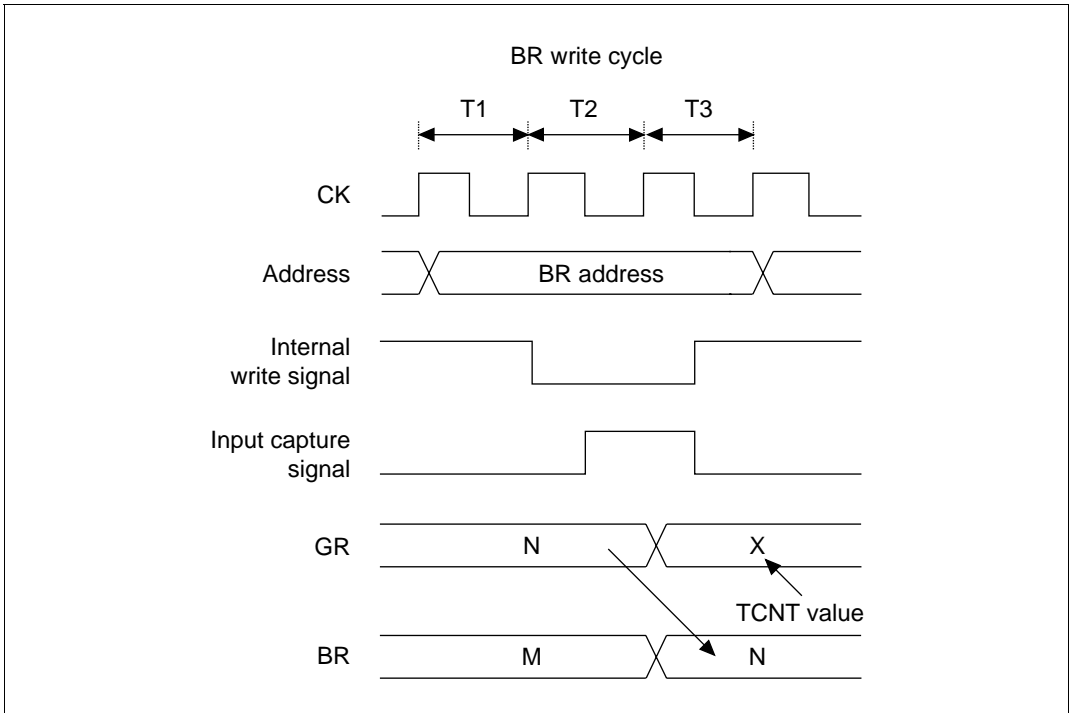 BR write cycle
T1 T2 T3
CK
Address BR address
Internal
write signal
Input capture
signal
GR N X
TCNT value
BR M N